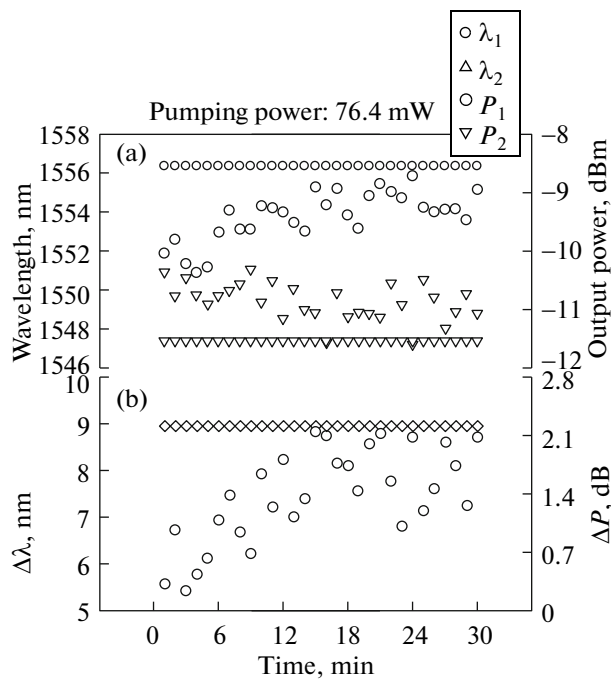 ○ λ₁
△ λ₂
○ P₁
▽ P₂
Pumping power: 76.4 mW
(a)
1558
1556
1554
1552
1550
1548
1546
Wavelength, nm
−8
−9
−10
−11
−12
Output power, dBm
(b)
10
9
8
7
6
5
Δλ, nm
2.8
2.1
1.4
0.7
0
ΔP, dB
0 6 12 18 24 30
Time, min